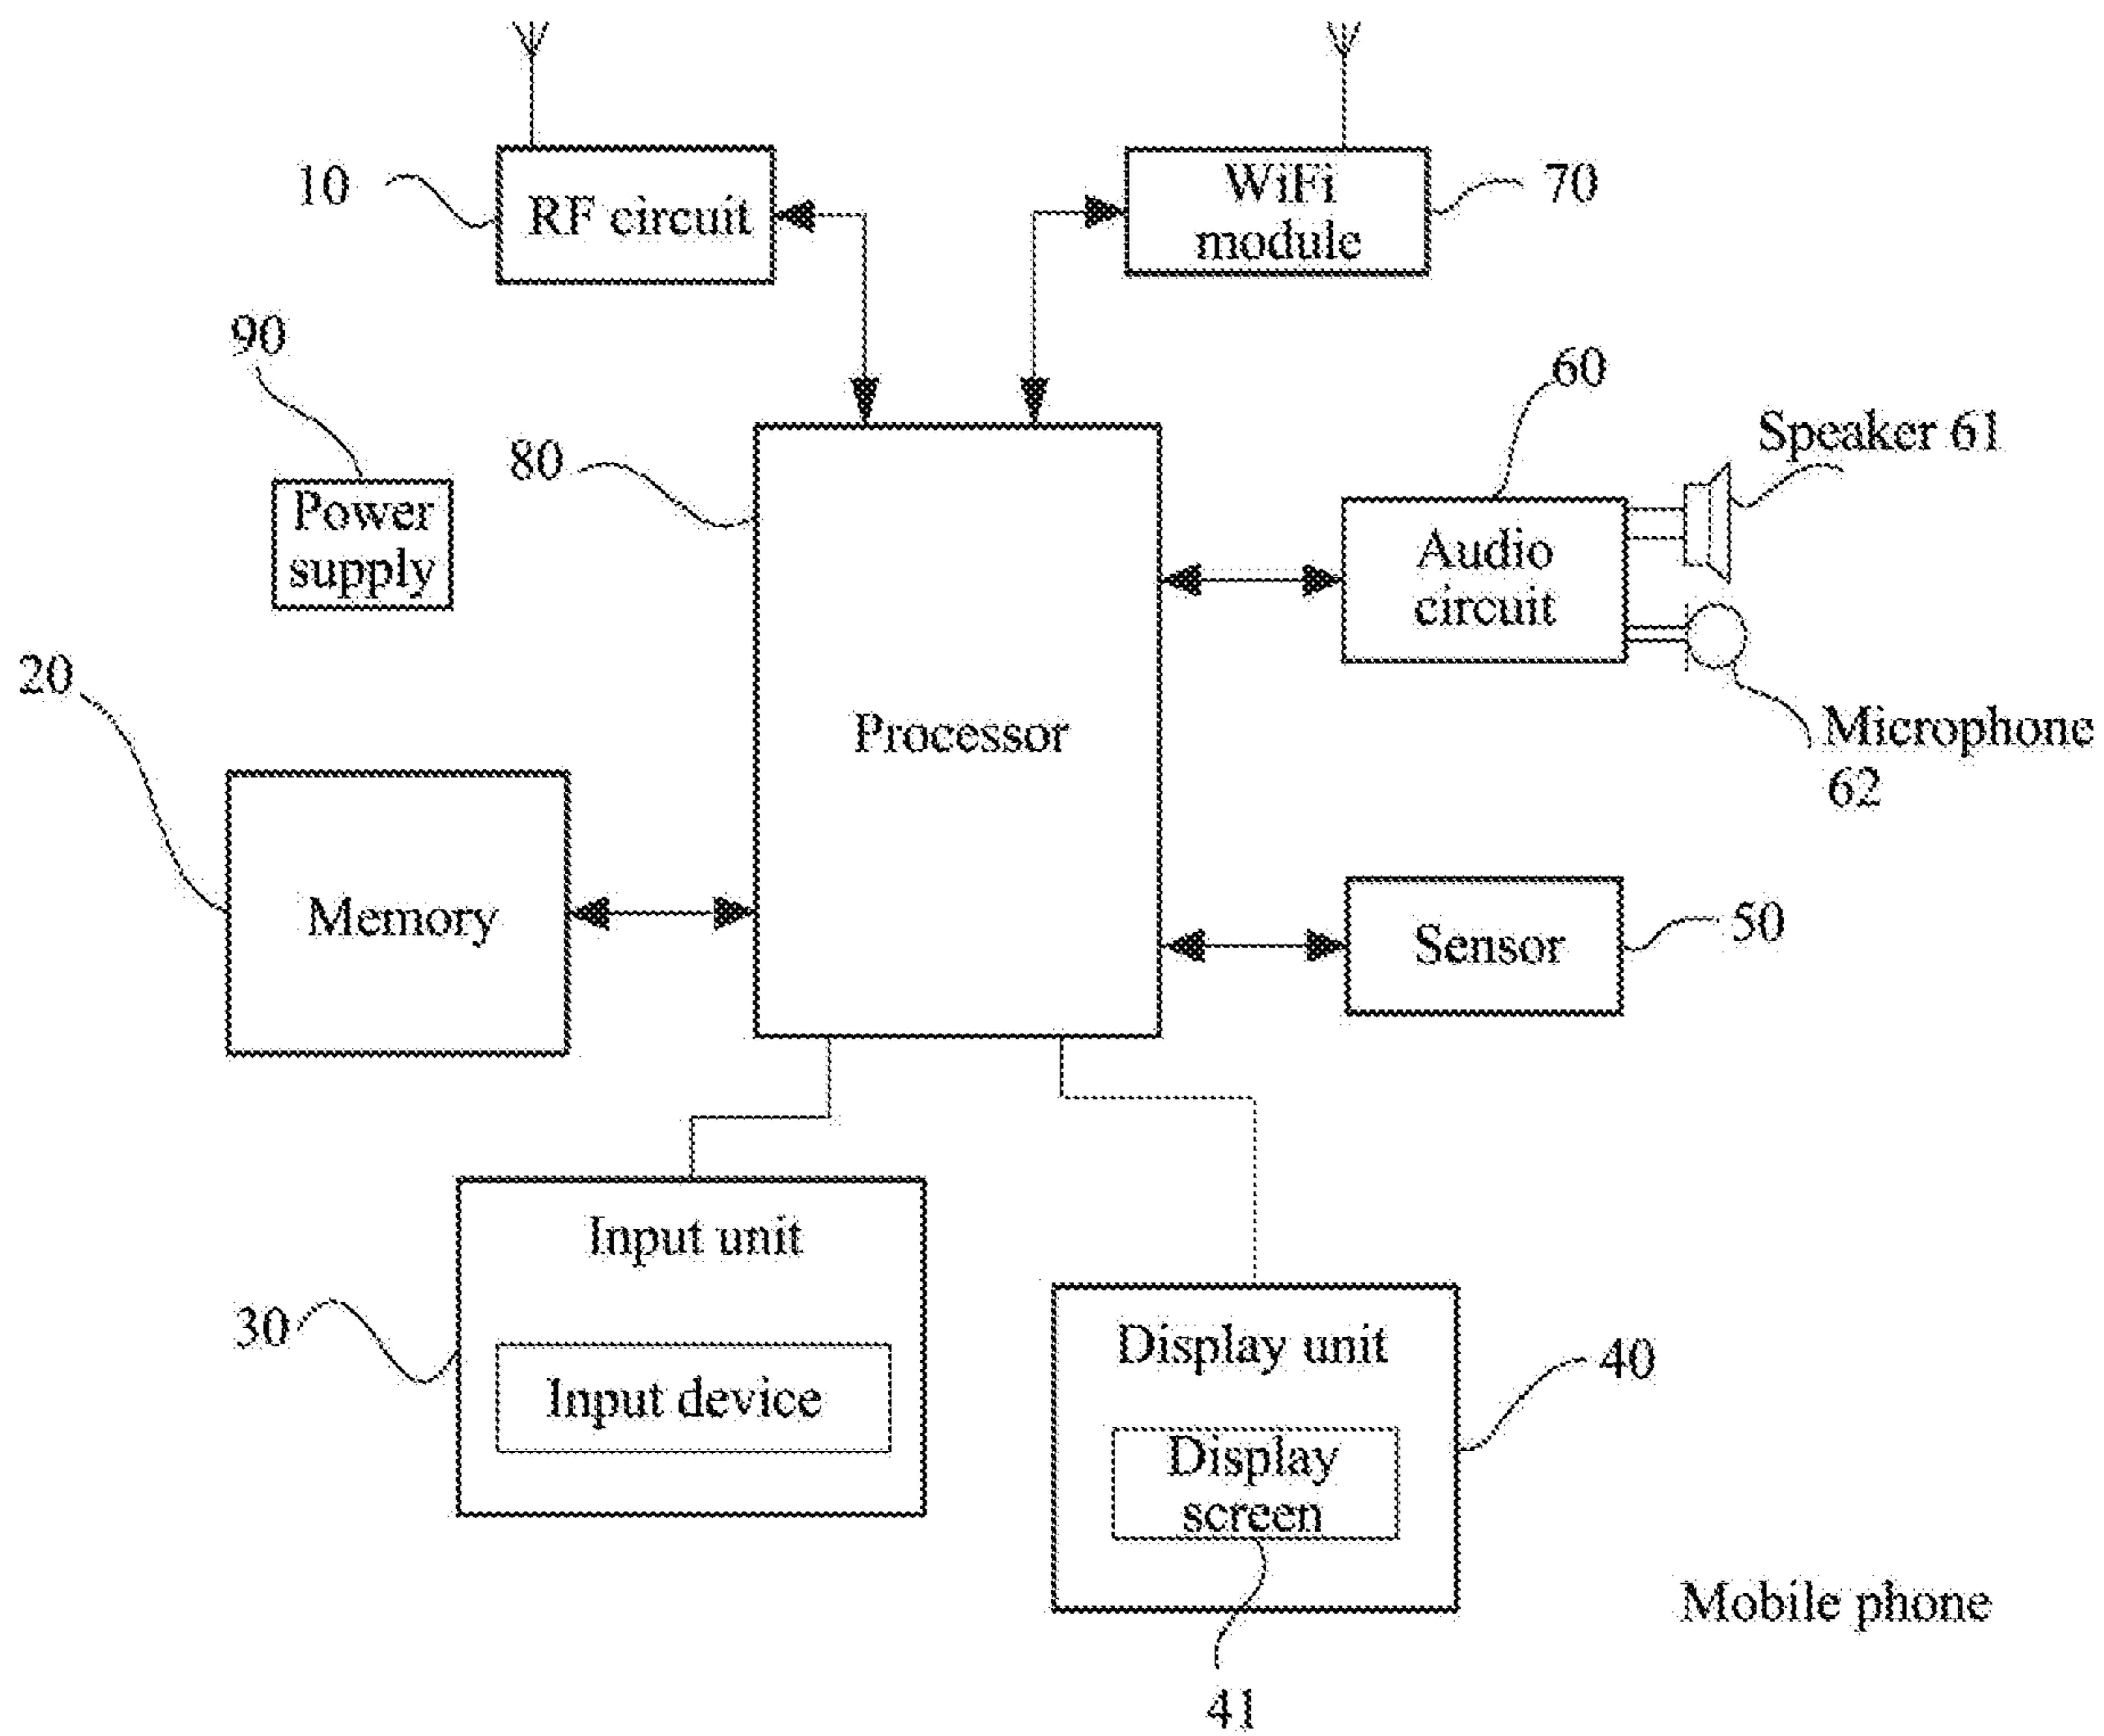 10
RF circuit
WiFi
module
70
90
Power
supply
80
60
Speaker 61
Audio
circuit
20
Processor
Microphone
62
Memory
Sensor
50
Input unit
30
Input device
Display unit
40
Display
screen
Mobile phone
41